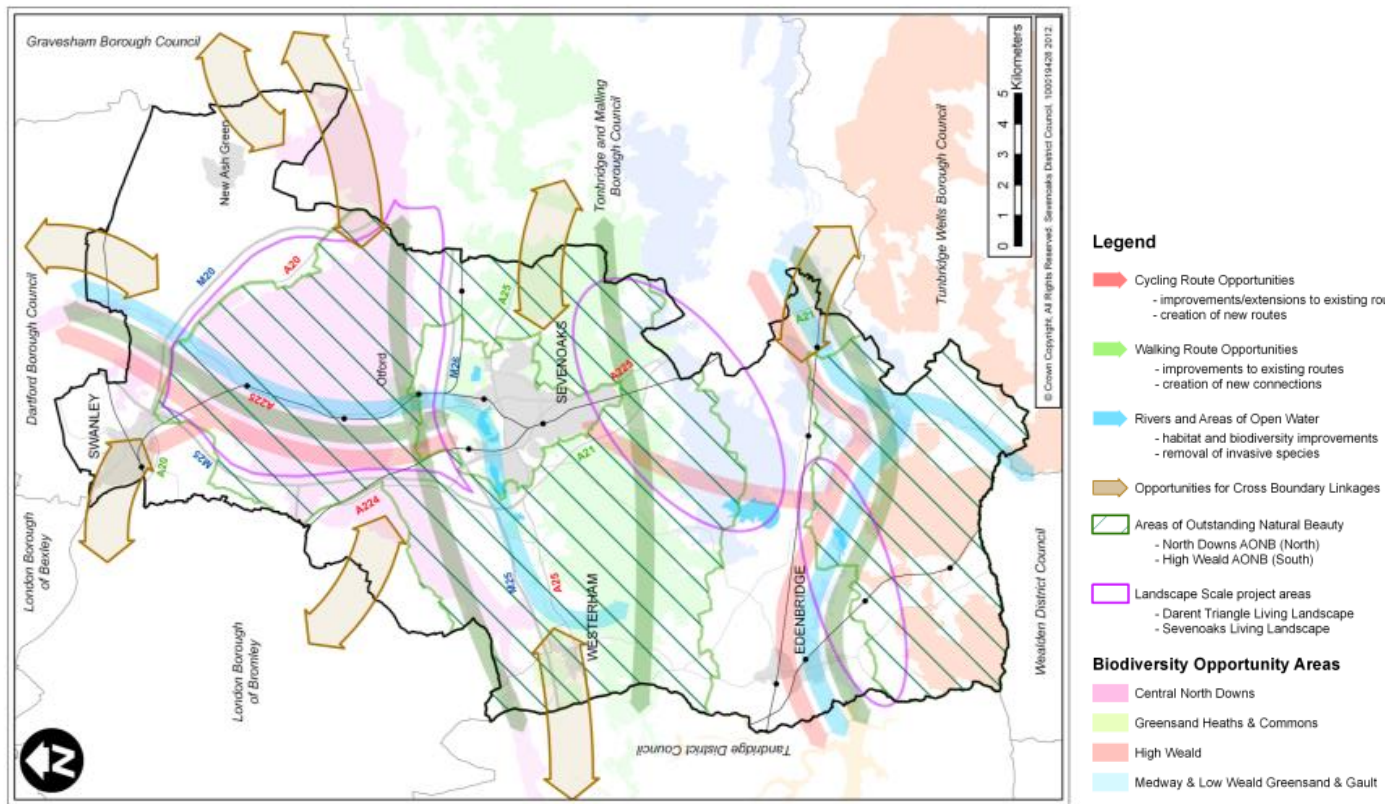 Gravesham Borough Council
New Ash Green
Dartford Borough Council
SWANLEY
A20
M20
A20
M25
A225
London Borough
of Bexley
London Borough
of Bromley
A224
Otford
M26
A25
SEVENOAKS
Tonbridge and Malling
Borough Council
A225
A21
M25
A25
WESTERHAM
Tandridge District Council
EDENBRIDGE
A21
Tunbridge Wells Borough Council
Wealden District Council
N
0 1 2 3 4 5
Kilometers
© Crown Copyright, All Rights Reserved. Sevenoaks District Council, 100019428 2012.
Legend
Cycling Route Opportunities
- improvements/extensions to existing rou
- creation of new routes
Walking Route Opportunities
- improvements to existing routes
- creation of new connections
Rivers and Areas of Open Water
- habitat and biodiversity improvements
- removal of invasive species
Opportunities for Cross Boundary Linkages
Areas of Outstanding Natural Beauty
- North Downs AONB (North)
- High Weald AONB (South)
Landscape Scale project areas
- Darent Triangle Living Landscape
- Sevenoaks Living Landscape
Biodiversity Opportunity Areas
Central North Downs
Greensand Heaths & Commons
High Weald
Medway & Low Weald Greensand & Gault